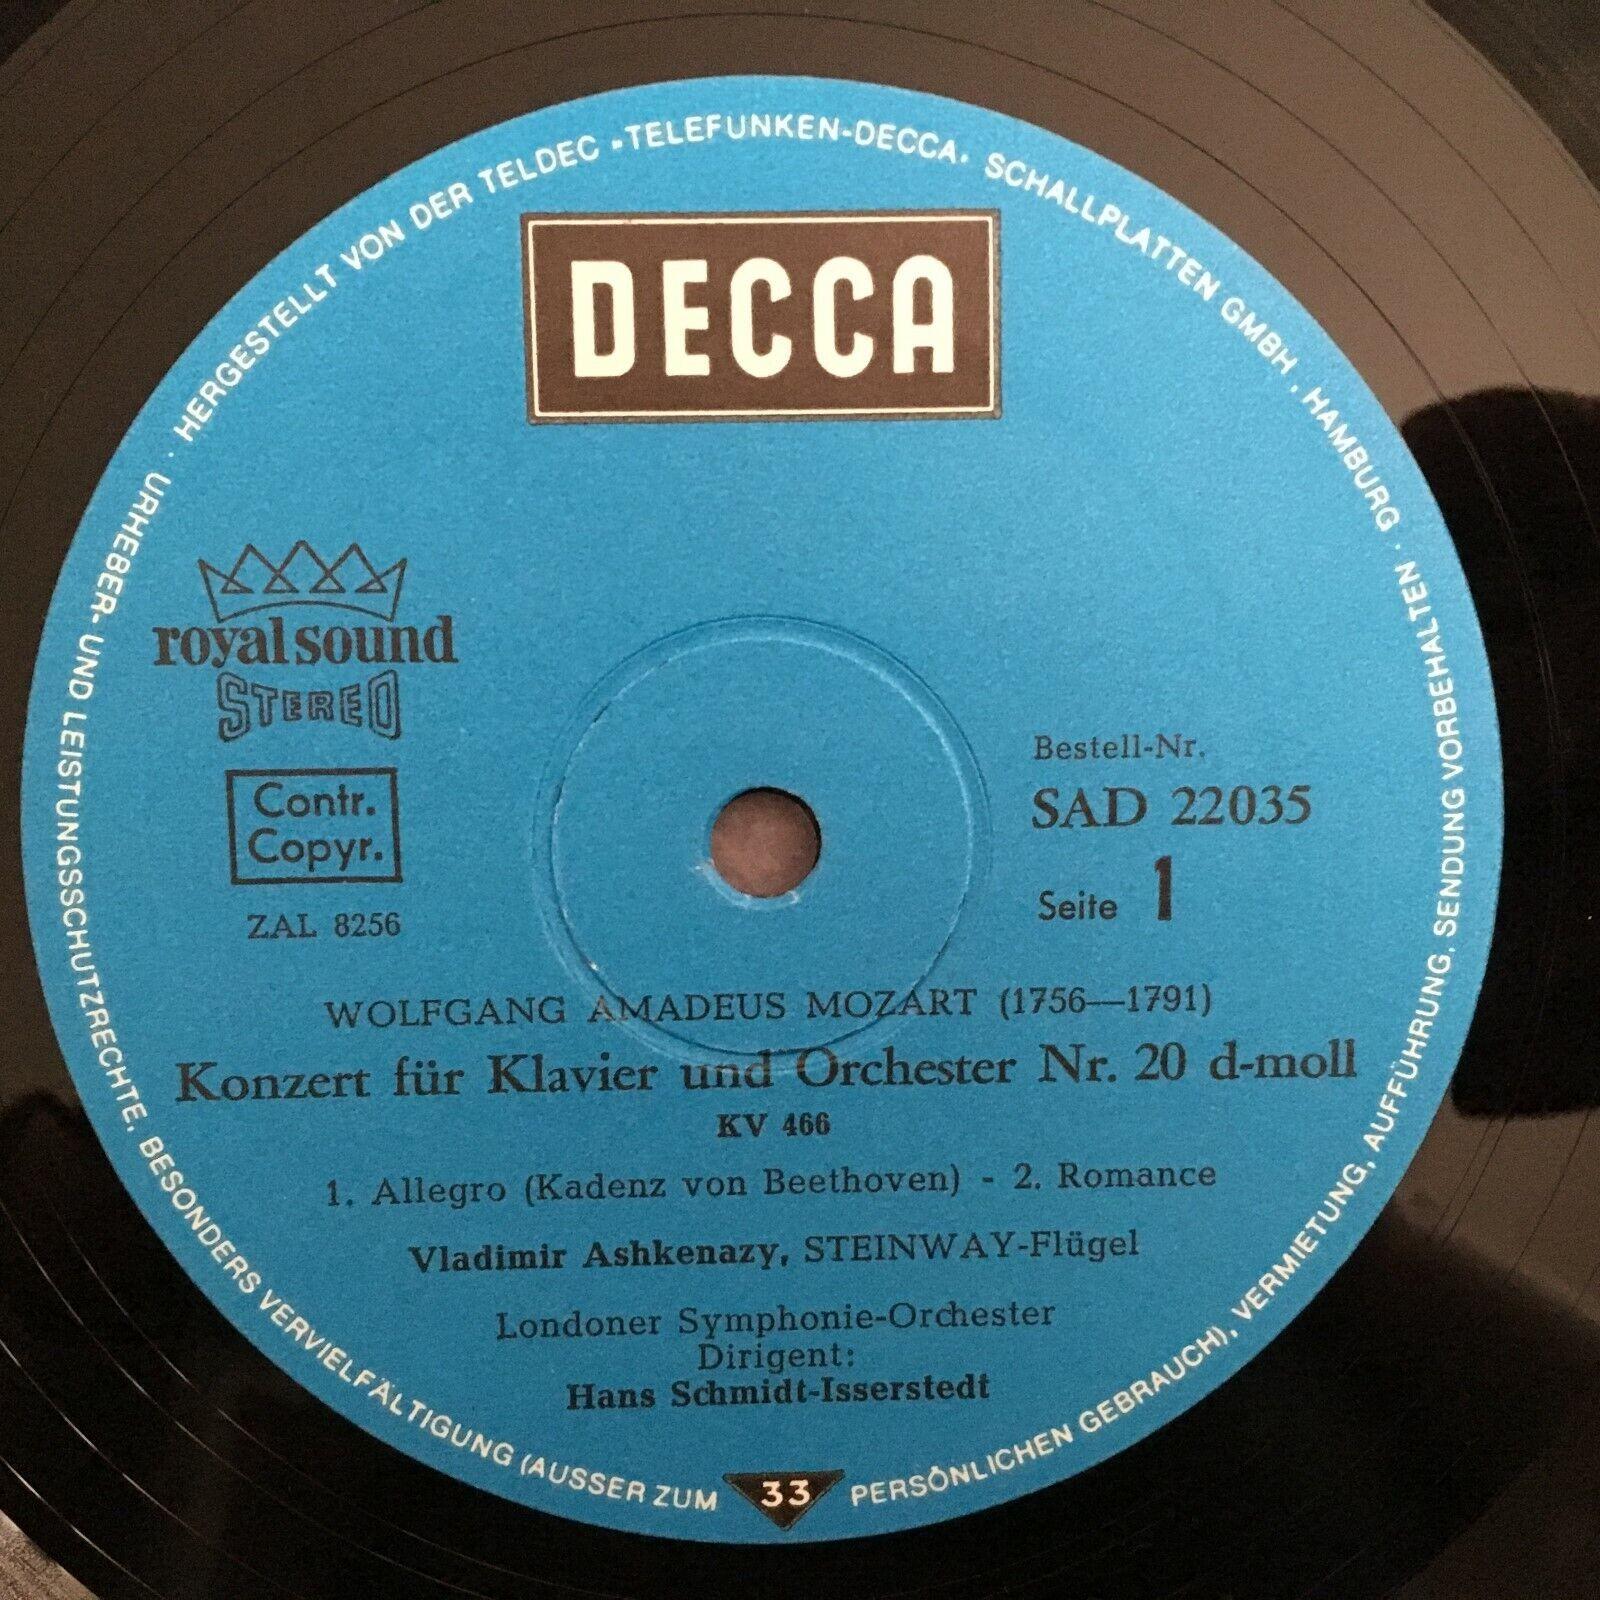 HERGESTELLT VON DER TELDEC »TELEFUNKEN-DECCA« SCHALLPLATTEN GMBH . HAMBURG · URHEBER- UND LEISTUNGSSCHUTZRECHTE, BESONDERS VERVIELFÄLTIGUNG (AUSSER ZUM PERSÖNLICHEN GEBRAUCH), VERMIETUNG, AUFFÜHRUNG, SENDUNG VORBEHALTEN ·
DECCA
royal sound
STEREO
Contr.
Copyr.
ZAL 8256
Bestell-Nr.
SAD 22035
Seite 1
WOLFGANG AMADEUS MOZART (1756—1791)
Konzert für Klavier und Orchester Nr. 20 d-moll
KV 466
1. Allegro (Kadenz von Beethoven) - 2. Romance
Vladimir Ashkenazy, STEINWAY-Flügel
Londoner Symphonie-Orchester
Dirigent:
Hans Schmidt-Isserstedt
33